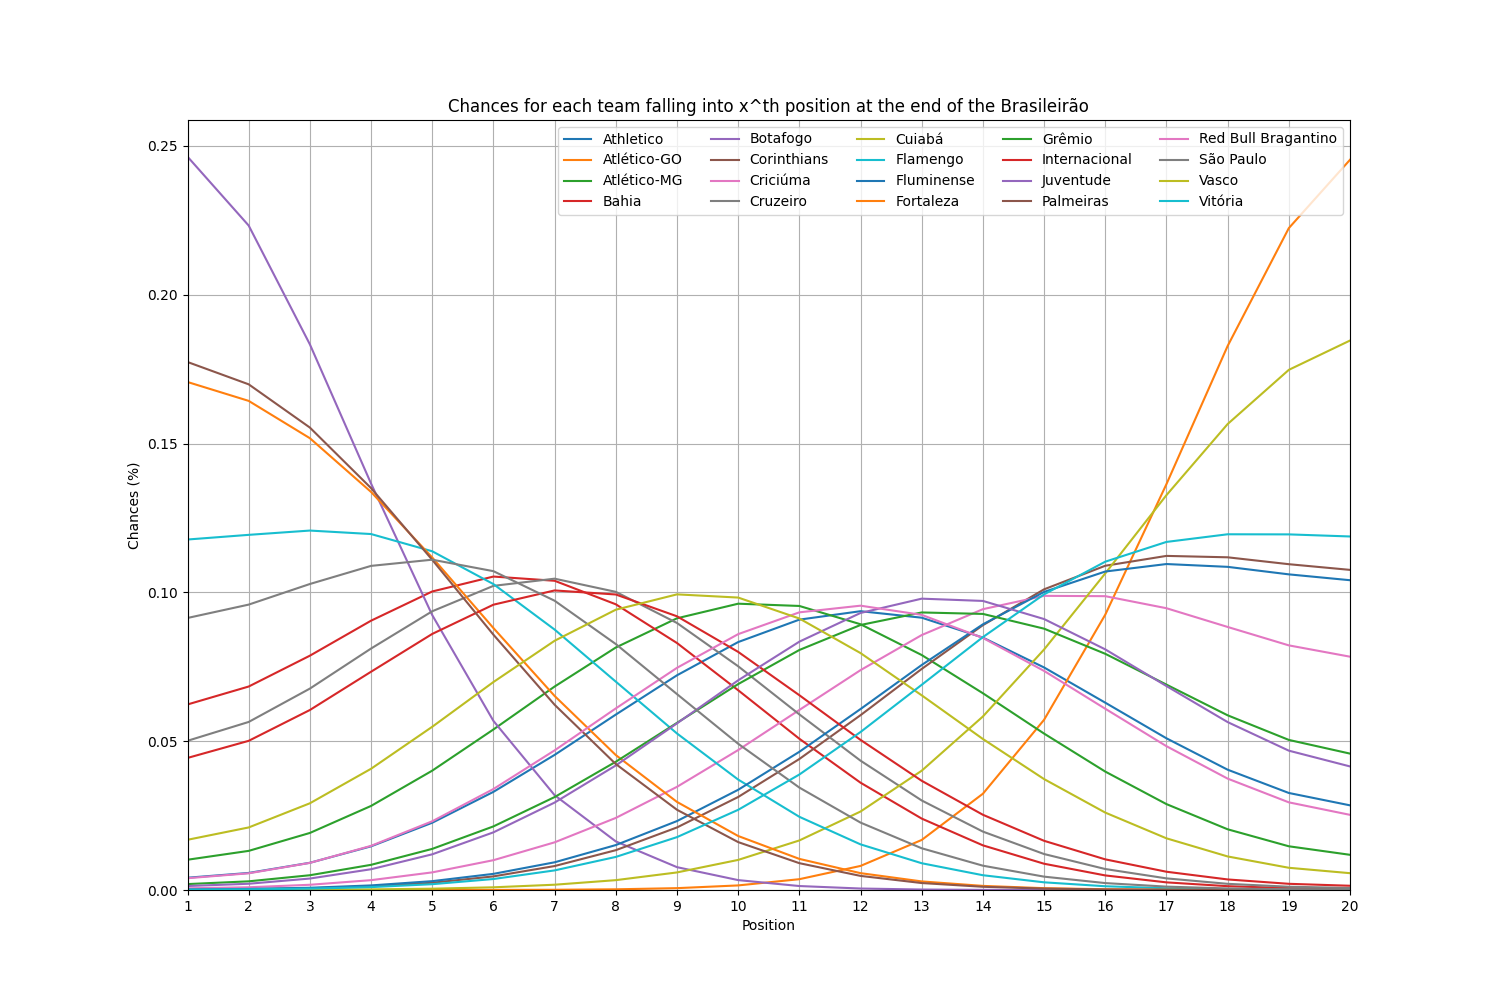 Chances for each team falling into x^th position at the end of the Brasileirão
Athletico
Atlético-GO
Atlético-MG
Bahia
Botafogo
Corinthians
Criciúma
Cruzeiro
Cuiabá
Flamengo
Fluminense
Fortaleza
Grêmio
Internacional
Juventude
Palmeiras
Red Bull Bragantino
São Paulo
Vasco
Vitória
Chances (%)
0.25
0.20
0.15
0.10
0.05
0.00
1 2 3 4 5 6 7 8 9 10 11 12 13 14 15 16 17 18 19 20
Position